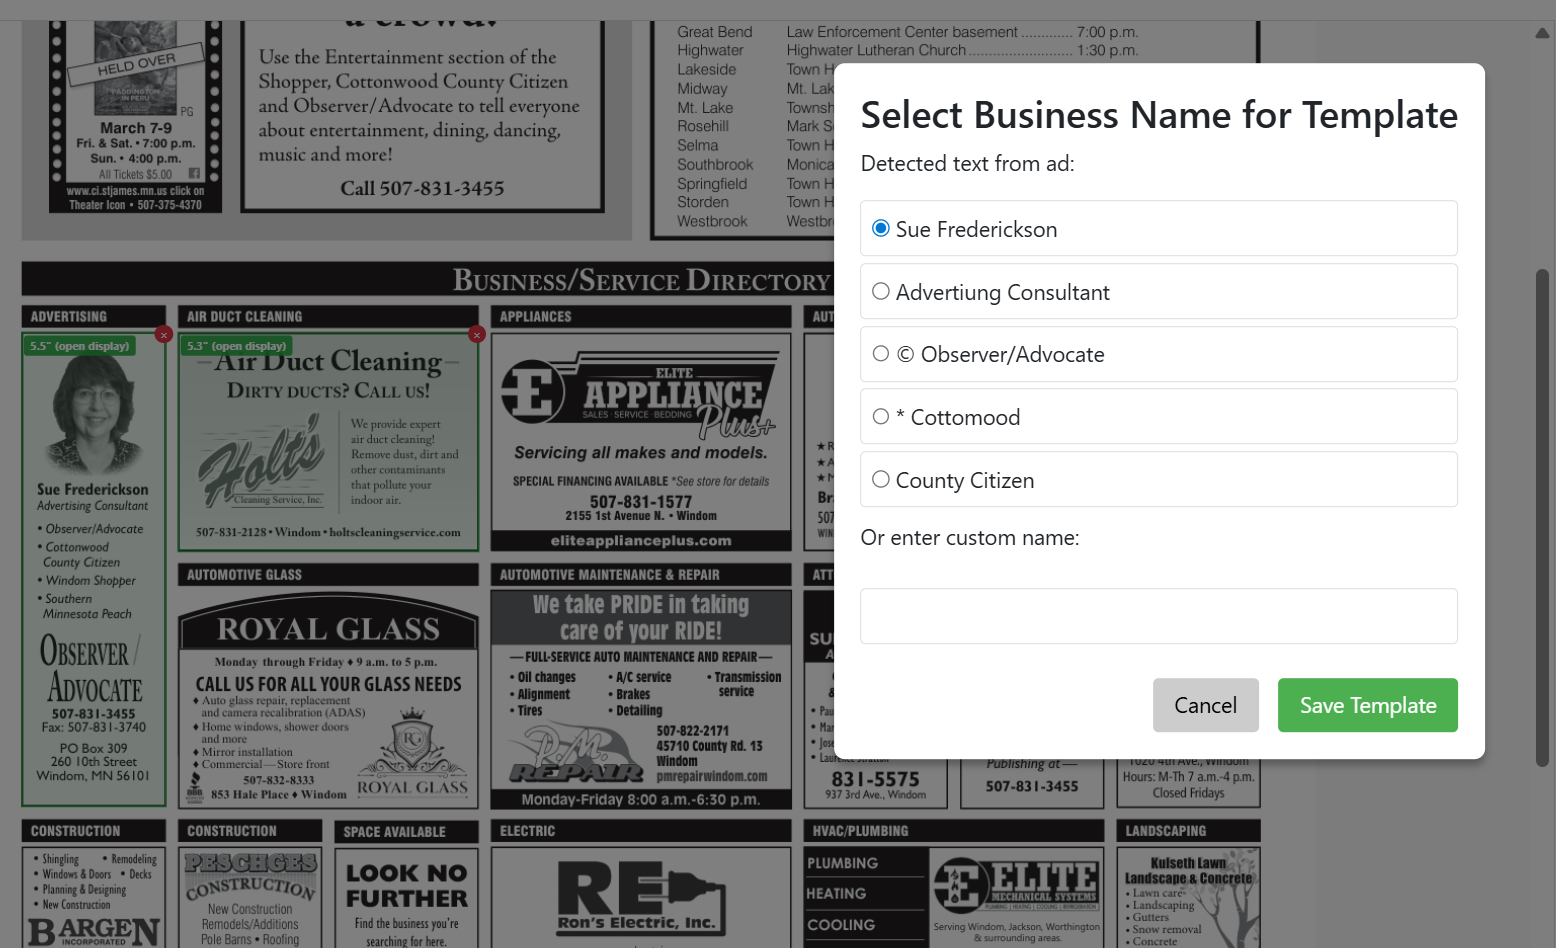 a crowd!
Use the Entertainment section of the
Shopper, Cottonwood County Citizen
and Observer/Advocate to tell everyone
about entertainment, dining, dancing,
music and more!
Call 507-831-3455
HELD OVER
PADDINGTON
IN PERU
PG
March 7-9
Fri. & Sat. • 7:00 p.m.
Sun. • 4:00 p.m.
All Tickets $5.00
www.ci.stjames.mn.us click on
Theater Icon • 507-375-4370
Great Bend Law Enforcement Center basement ............ 7:00 p.m.
Highwater Highwater Lutheran Church ........................ 1:30 p.m.
Lakeside Town H
Midway Mt. Lak
Mt. Lake Townsh
Rosehill Mark S
Selma Town H
Southbrook Monica
Springfield Town H
Storden Town H
Westbrook Westbr
Select Business Name for Template
Detected text from ad:
Sue Frederickson
Advertiung Consultant
© Observer/Advocate
* Cottomood
County Citizen
Or enter custom name:
Cancel
Save Template
BUSINESS/SERVICE DIRECTORY
ADVERTISING
5.5" (open display)
Sue Frederickson
Advertising Consultant
• Observer/Advocate
• Cottonwood
County Citizen
• Windom Shopper
• Southern
Minnesota Peach
OBSERVER/
ADVOCATE
507-831-3455
Fax: 507-831-3740
PO Box 309
260 10th Street
Windom, MN 56101
AIR DUCT CLEANING
5.3" (open display)
Air Duct Cleaning
DIRTY DUCTS? CALL US!
Holt's
Cleaning Service, Inc.
We provide expert
air duct cleaning!
Remove dust, dirt and
other contaminants
that pollute your
indoor air.
507-831-2128 • Windom • holtscleaningservice.com
APPLIANCES
E
ELITE
APPLIANCE
SALES SERVICE BEDDING
Plus+
Servicing all makes and models.
SPECIAL FINANCING AVAILABLE *See store for details
507-831-1577
2155 1st Avenue N. • Windom
eliteapplianceplus.com
AUT
★R
★A
★M
Bra
507
WIN
AUTOMOTIVE GLASS
ROYAL GLASS
Monday through Friday ♦ 9 a.m. to 5 p.m.
CALL US FOR ALL YOUR GLASS NEEDS
♦ Auto glass repair, replacement
and camera recalibration (ADAS)
♦ Home windows, shower doors
and more
♦ Mirror installation
♦ Commercial—Store front
507-832-8333
853 Hale Place ♦ Windom
RG
ROYAL GLASS
AUTOMOTIVE MAINTENANCE & REPAIR
We take PRIDE in taking
care of your RIDE!
—FULL-SERVICE AUTO MAINTENANCE AND REPAIR—
• Oil changes • A/C service • Transmission
• Alignment • Brakes service
• Tires • Detailing
P.M.
REPAIR
507-822-2171
45710 County Rd. 13
Windom
pmrepairwindom.com
Monday-Friday 8:00 a.m.-6:30 p.m.
ATT
SU
A
&
• Pau
• Mar
• Jose
831-5575
937 3rd Ave., Windom
Publishing at—
507-831-3455
1020 4th Ave., Windom
Hours: M-Th 7 a.m.-4 p.m.
Closed Fridays
CONSTRUCTION
• Shingling • Remodeling
• Windows & Doors • Decks
• Planning & Designing
• New Construction
BARGEN
INCORPORATED
CONSTRUCTION
PESCHGES
CONSTRUCTION
New Construction
Remodels/Additions
Pole Barns • Roofing
SPACE AVAILABLE
LOOK NO
FURTHER
Find the business you're
searching for here.
ELECTRIC
RE
Ron's Electric, Inc.
HVAC/PLUMBING
PLUMBING
HEATING
COOLING
E
ELITE
MECHANICAL SYSTEMS
PLUMBING | HEATING | COOLING | REFRIGERATION
Serving Windom, Jackson, Worthington
& surrounding areas.
LANDSCAPING
Kulseth Lawn
Landscape & Concrete
• Lawn care
• Landscaping
• Gutters
• Snow removal
• Concrete